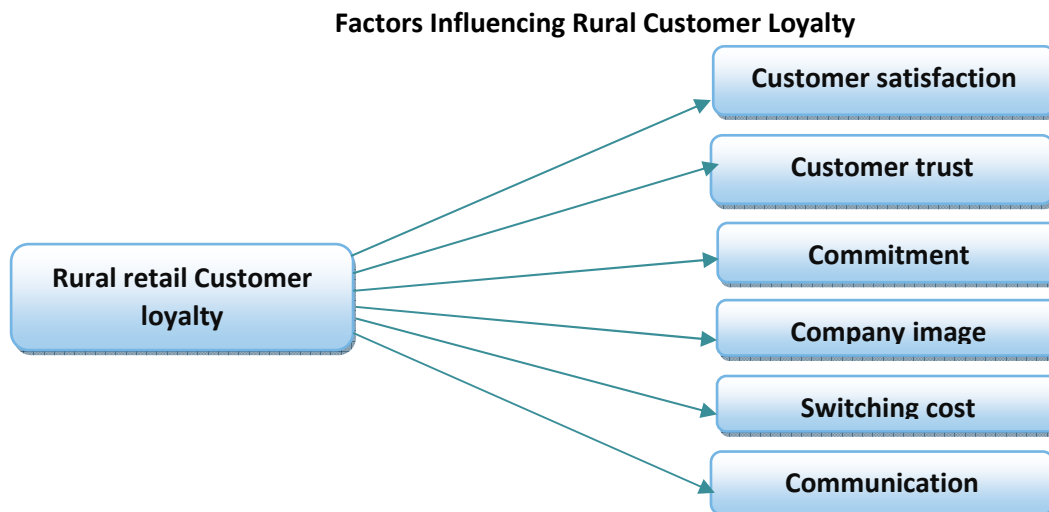 Factors Influencing Rural Customer Loyalty
Customer satisfaction
Customer trust
Rural retail Customer
loyalty
Commitment
Company image
Switching cost
Communication